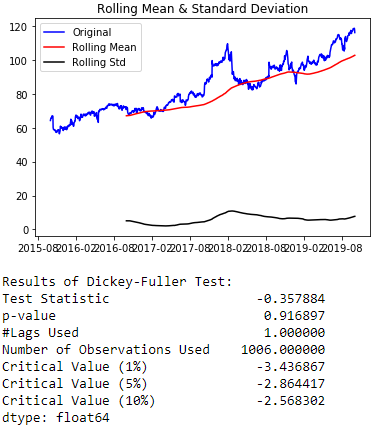 Rolling Mean & Standard Deviation
Original
Rolling Mean
Rolling Std
120
100
80
60
40
20
0
2015-08 2016-02 2016-08 2017-02 2017-08 2018-02 2018-08 2019-02 2019-08
Results of Dickey-Fuller Test:
Test Statistic -0.357884
p-value 0.916897
#Lags Used 1.000000
Number of Observations Used 1006.000000
Critical Value (1%) -3.436867
Critical Value (5%) -2.864417
Critical Value (10%) -2.568302
dtype: float64